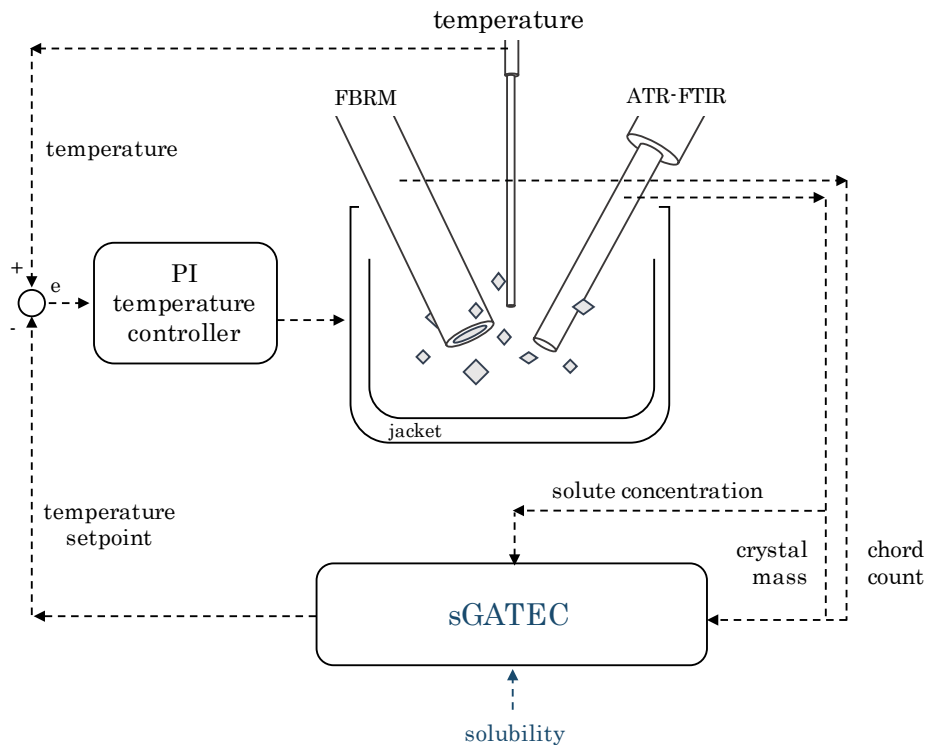 temperature
FBRM
ATR-FTIR
temperature
+
e
-
PI
temperature
controller
jacket
solute concentration
temperature
setpoint
crystal
mass
chord
count
sGATEC
solubility